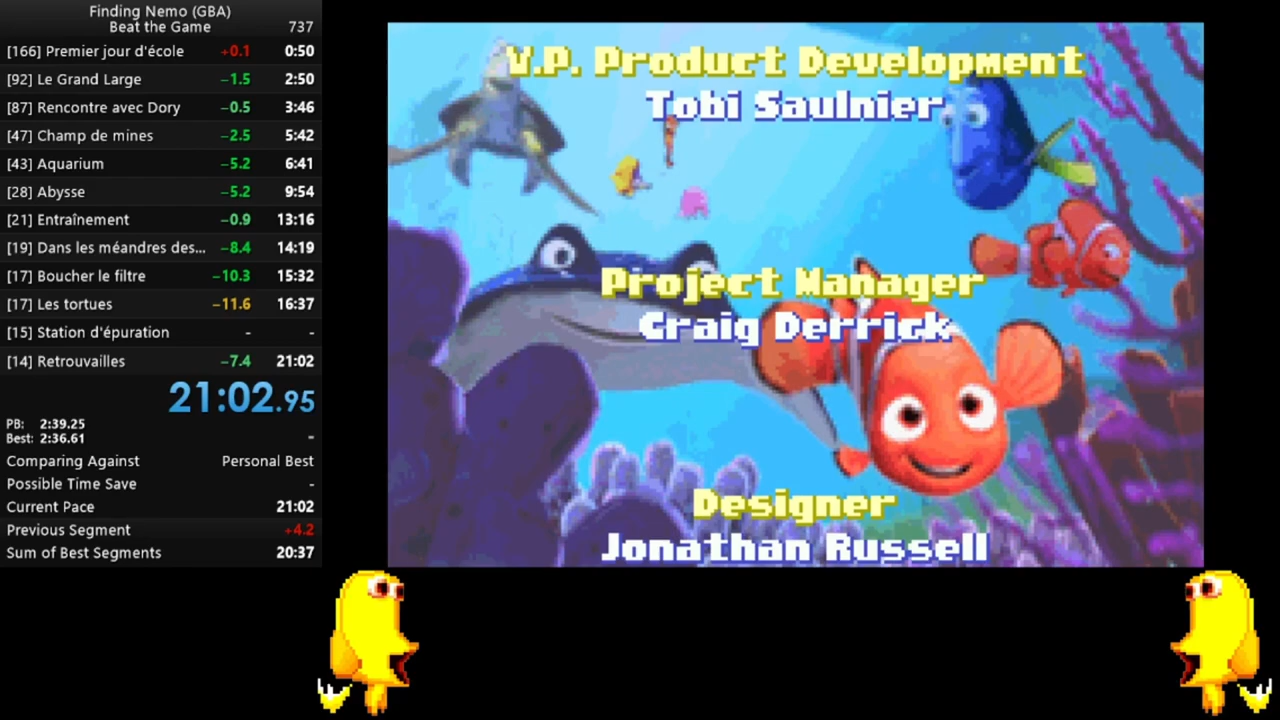 Finding Nemo (GBA)
Beat the Game 737
[166] Premier jour d'école +0.1 0:50
[92] Le Grand Large −1.5 2:50
[87] Rencontre avec Dory −0.5 3:46
[47] Champ de mines −2.5 5:42
[43] Aquarium −5.2 6:41
[28] Abysse −5.2 9:54
[21] Entraînement −0.9 13:16
[19] Dans les méandres des... −8.4 14:19
[17] Boucher le filtre −10.3 15:32
[17] Les tortues −11.6 16:37
[15] Station d'épuration - -
[14] Retrouvailles −7.4 21:02
21:02.95
PB: 2:39.25
Best: 2:36.61 -
Comparing Against Personal Best
Possible Time Save -
Current Pace 21:02
Previous Segment +4.2
Sum of Best Segments 20:37
V.P. Product Development
Tobi Saulnier
Project Manager
Craig Derrick
Designer
Jonathan Russell